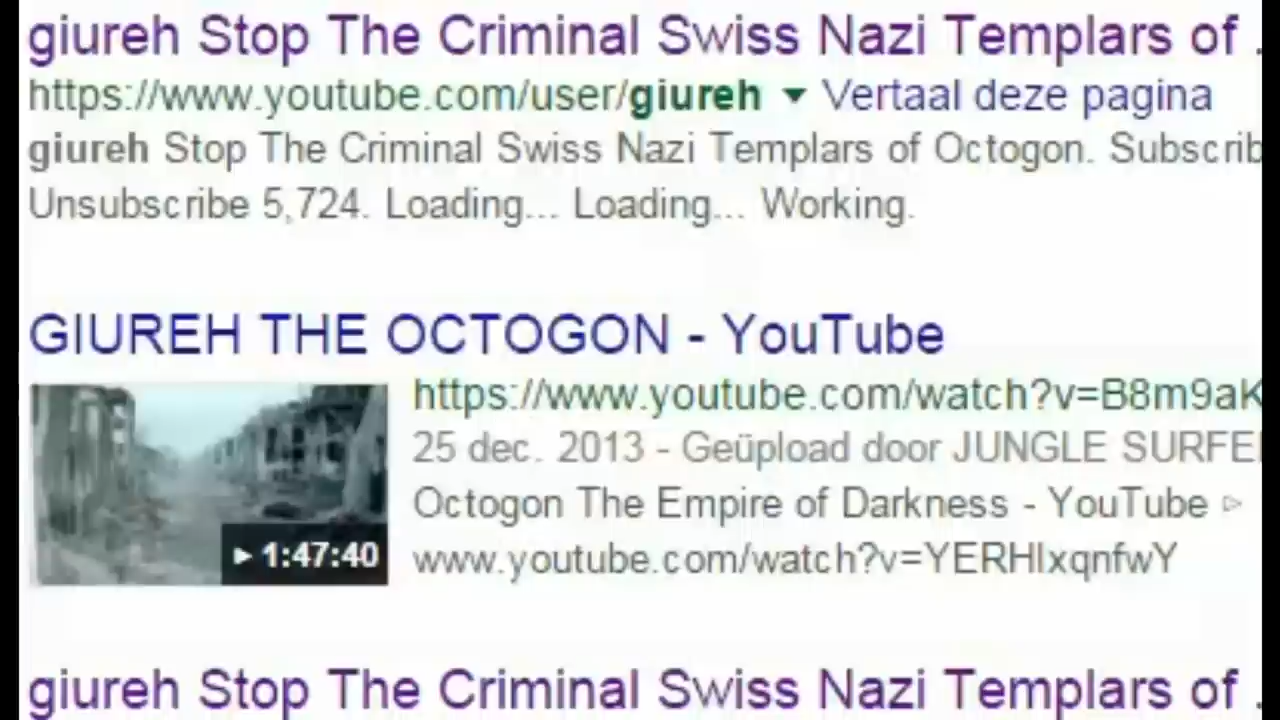 giureh Stop The Criminal Swiss Nazi Templars of .
https://www.youtube.com/user/giureh ▼ Vertaal deze pagina
giureh Stop The Criminal Swiss Nazi Templars of Octogon. Subscrib
Unsubscribe 5,724. Loading... Loading... Working.
GIUREH THE OCTOGON - YouTube
https://www.youtube.com/watch?v=B8m9aK
25 dec. 2013 - Geüpload door JUNGLE SURFE
Octogon The Empire of Darkness - YouTube ▹
1:47:40
www.youtube.com/watch?v=YERHlxqnfwY
giureh Stop The Criminal Swiss Nazi Templars of .